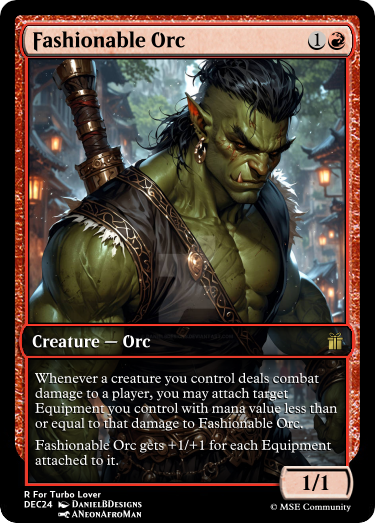 Fashionable Orc
1
Creature — Orc
Whenever a creature you control deals combat
damage to a player, you may attach target
Equipment you control with mana value less than
or equal to that damage to Fashionable Orc.
Fashionable Orc gets +1/+1 for each Equipment
attached to it.
1/1
R For Turbo Lover
DEC24 DanielBDesigns
ANeonAfroMan
© MSE Community